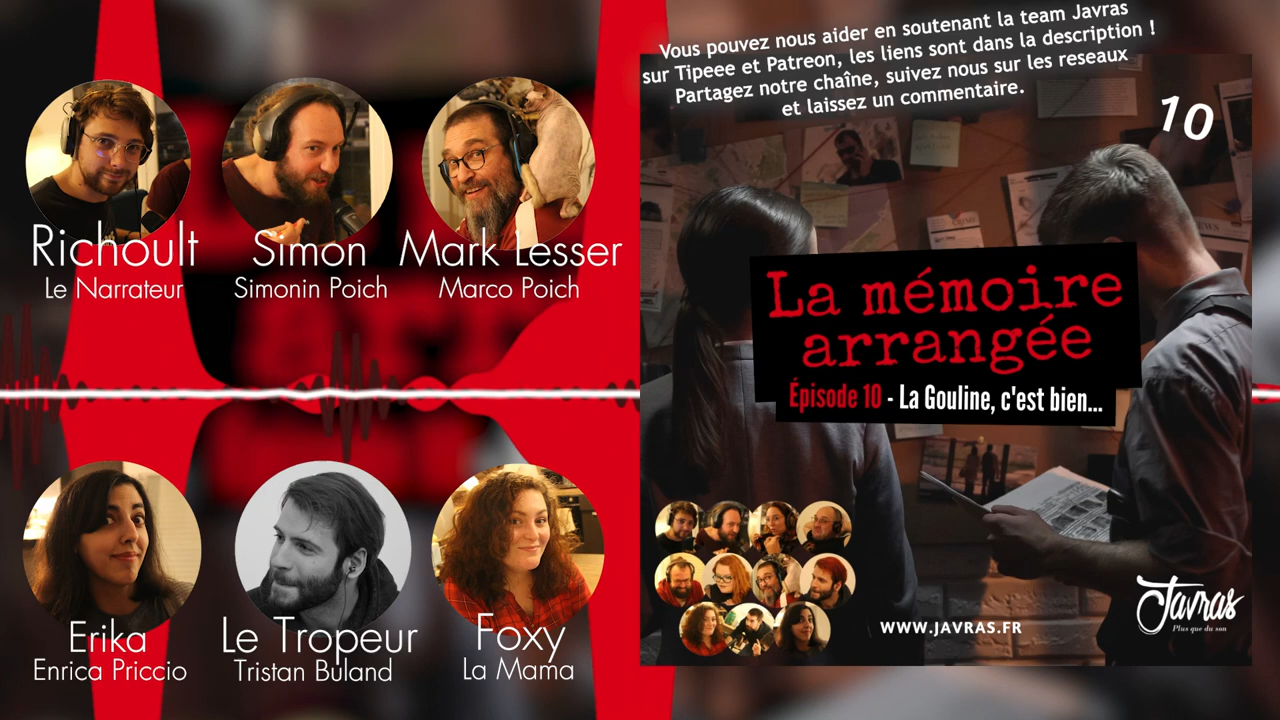 Richoult
Le Narrateur
Simon
Simonin Poich
Mark Lesser
Marco Poich
Erika
Enrica Priccio
Le Tropeur
Tristan Buland
Foxy
La Mama
Vous pouvez nous aider en soutenant la team Javras
sur Tipeee et Patreon, les liens sont dans la description !
Partagez notre chaîne, suivez nous sur les reseaux
et laissez un commentaire.
10
La mémoire
arrangée
Épisode 10 - La Gouline, c'est bien...
WWW.JAVRAS.FR
Javras
Plus que du son